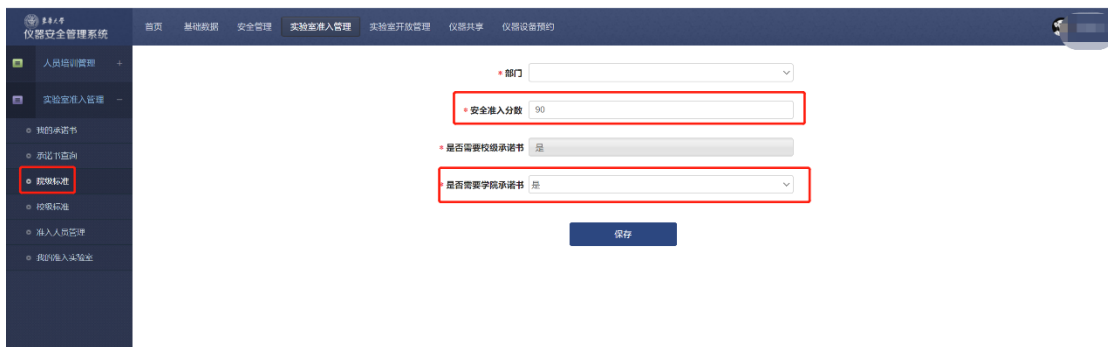 东华大学
仪器安全管理系统
首页 基础数据 安全管理 实验室准入管理 实验室开放管理 仪器共享 仪器设备预约
人员培训管理 +
实验室准入管理 −
我的承诺书
承诺书查询
院级标准
校级标准
准入人员管理
我的准入实验室
* 部门
* 安全准入分数 90
* 是否需要校级承诺书 是
* 是否需要学院承诺书 是
保存